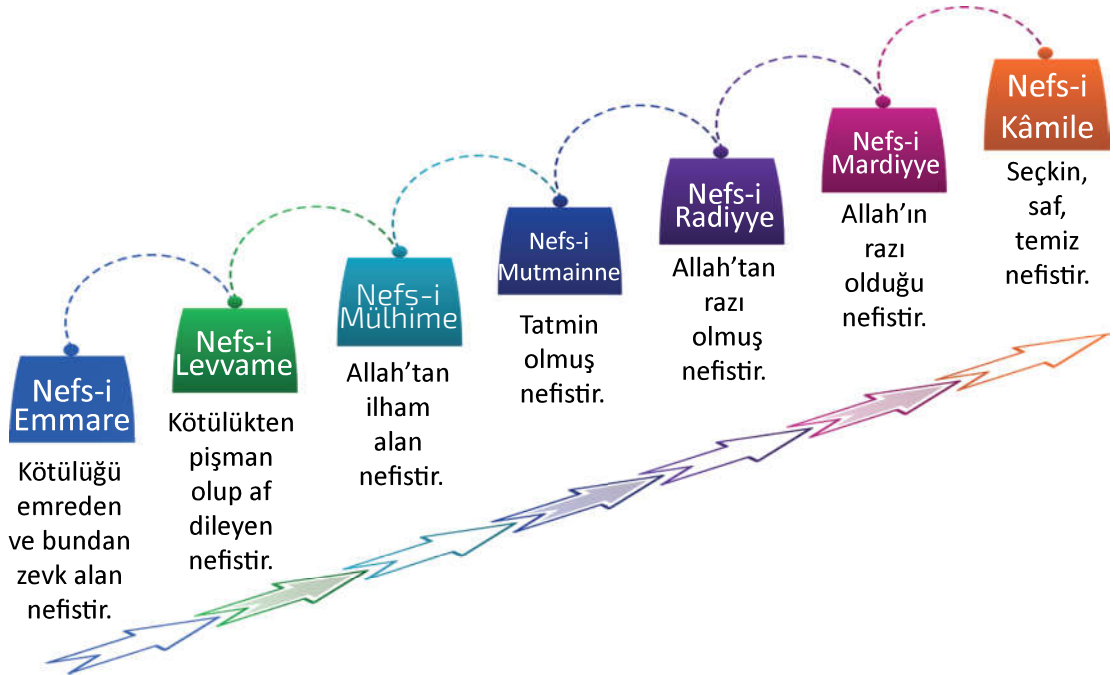 Nefs-i
Emmare
Kötülüğü
emreden
ve bundan
zevk alan
nefistir.
Nefs-i
Levvame
Kötülükten
pişman
olup af
dileyen
nefistir.
Nefs-i
Mülhime
Allah’tan
ilham
alan
nefistir.
Nefs-i
Mutmainne
Tatmin
olmuş
nefistir.
Nefs-i
Radiyye
Allah’tan
razı
olmuş
nefistir.
Nefs-i
Mardiyye
Allah’ın
razı
olduğu
nefistir.
Nefs-i
Kâmile
Seçkin,
saf,
temiz
nefistir.